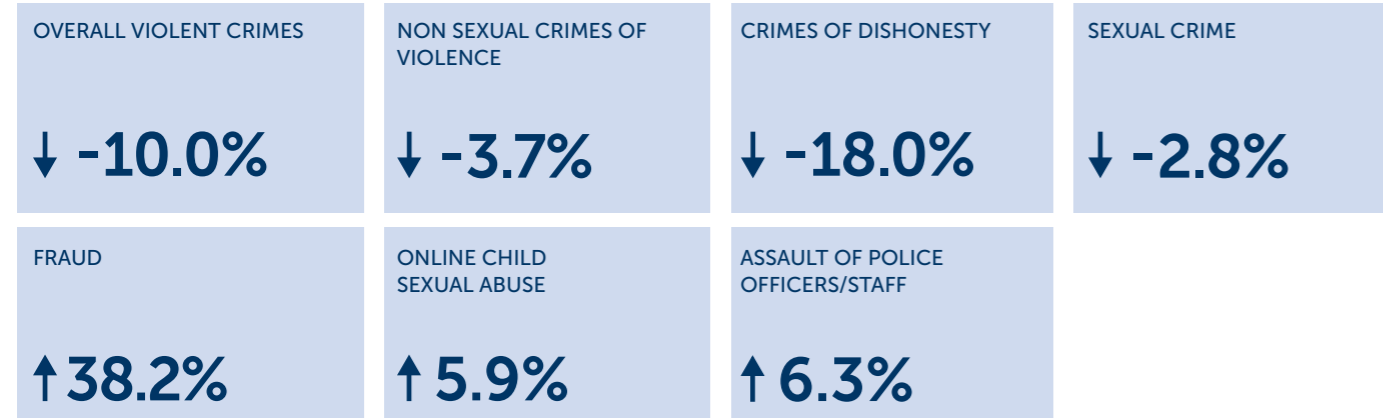 OVERALL VIOLENT CRIMES
↓ -10.0%
NON SEXUAL CRIMES OF
VIOLENCE
↓ -3.7%
CRIMES OF DISHONESTY
↓ -18.0%
SEXUAL CRIME
↓ -2.8%
FRAUD
↑ 38.2%
ONLINE CHILD
SEXUAL ABUSE
↑ 5.9%
ASSAULT OF POLICE
OFFICERS/STAFF
↑ 6.3%